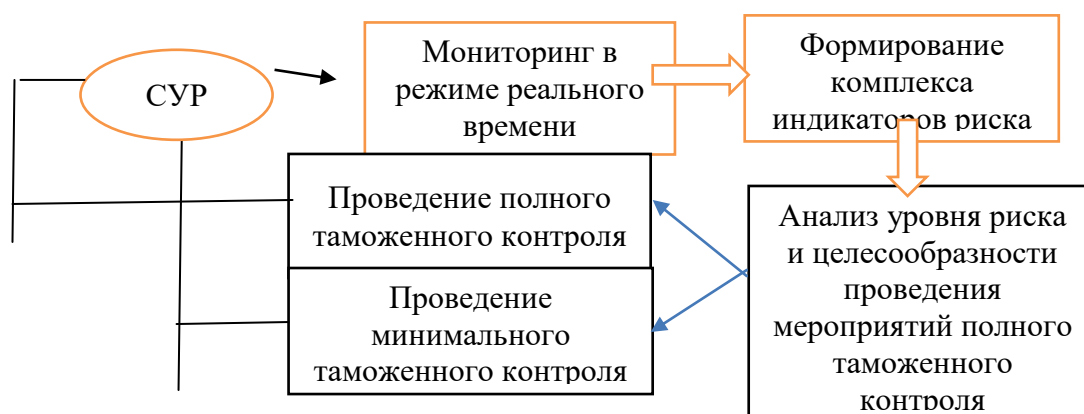 СУР
Мониторинг в
режиме реального
времени
Формирование
комплекса
индикаторов риска
Проведение полного
таможенного контроля
Проведение
минимального
таможенного контроля
Анализ уровня риска
и целесообразности
проведения
мероприятий полного
таможенного
контроля